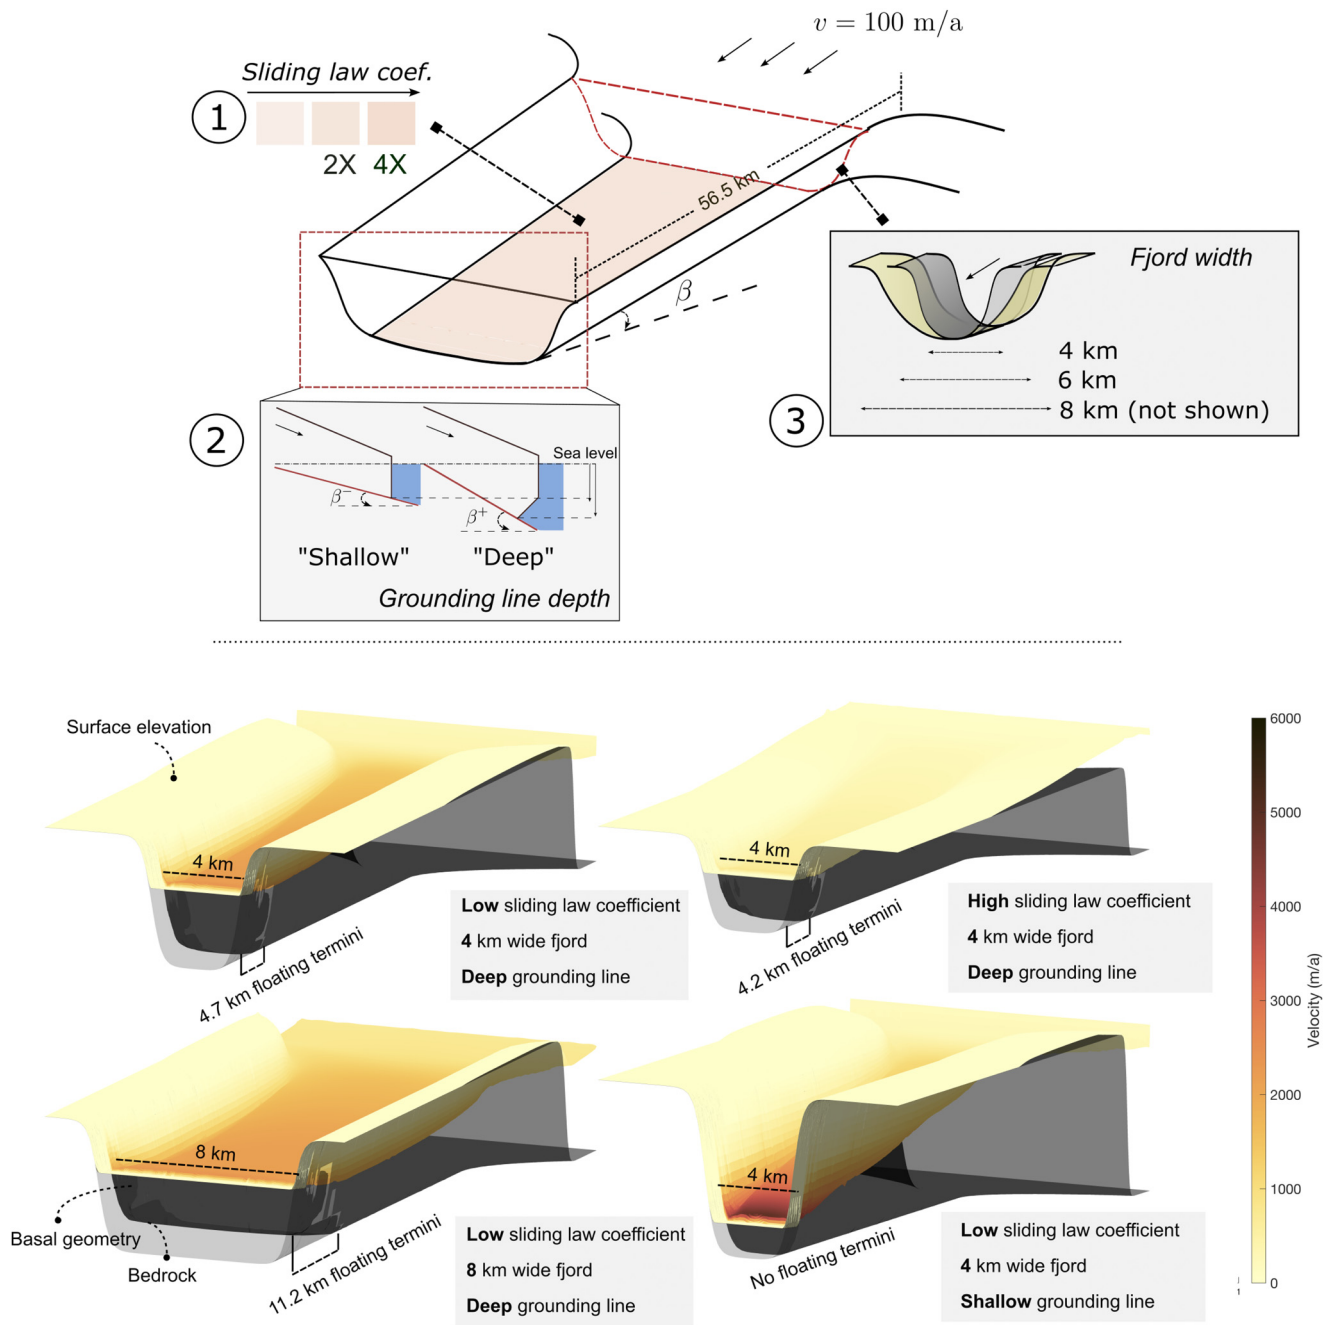 v = 100 m/a
Sliding law coef.
1
2X 4X
56.5 km
β
Fjord width
4 km
6 km
8 km (not shown)
3
2
Sea level
β⁻
β⁺
"Shallow" "Deep"
Grounding line depth
Surface elevation
4 km
4.7 km floating termini
Low sliding law coefficient
4 km wide fjord
Deep grounding line
4 km
4.2 km floating termini
High sliding law coefficient
4 km wide fjord
Deep grounding line
8 km
Basal geometry
Bedrock
11.2 km floating termini
Low sliding law coefficient
8 km wide fjord
Deep grounding line
4 km
No floating termini
Low sliding law coefficient
4 km wide fjord
Shallow grounding line
6000
5000
4000
3000
2000
1000
0
Velocity (m/a)
1